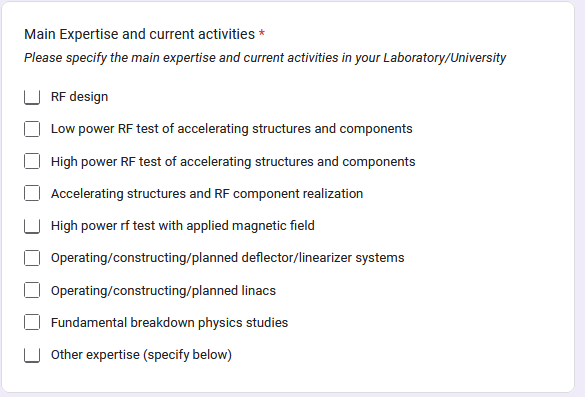 Main Expertise and current activities *
Please specify the main expertise and current activities in your Laboratory/University
RF design
Low power RF test of accelerating structures and components
High power RF test of accelerating structures and components
Accelerating structures and RF component realization
High power rf test with applied magnetic field
Operating/constructing/planned deflector/linearizer systems
Operating/constructing/planned linacs
Fundamental breakdown physics studies
Other expertise (specify below)